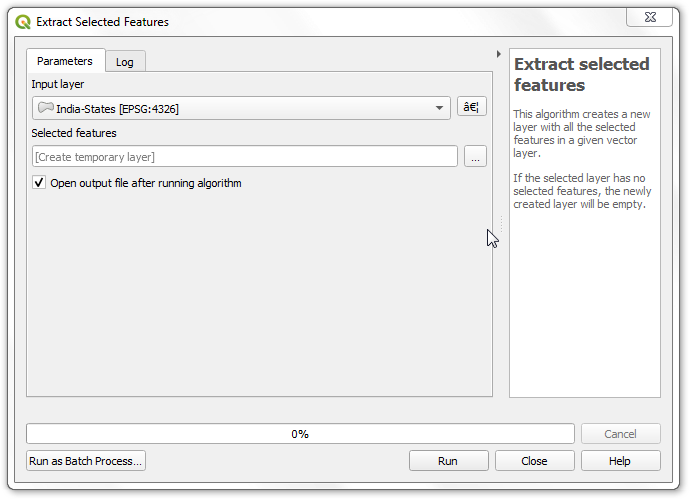 Extract Selected Features
Parameters
Log
Input layer
India-States [EPSG:4326]
â€¦
Selected features
[Create temporary layer]
...
Open output file after running algorithm
Extract selected
features
This algorithm creates a new
layer with all the selected
features in a given vector
layer.
If the selected layer has no
selected features, the newly
created layer will be empty.
0%
Cancel
Run as Batch Process...
Run
Close
Help